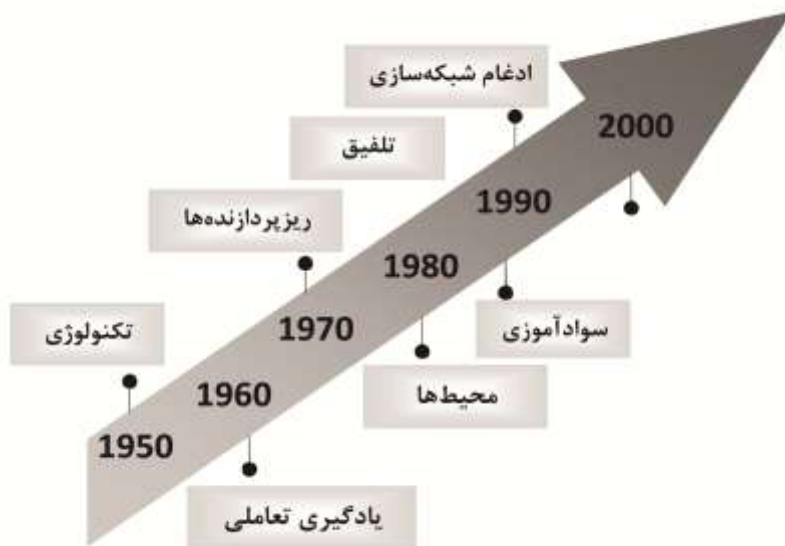 ادغام شبکه‌سازی
2000
تلفیق
1990
ریزپردازنده‌ها
1980
سوادآموزی
1970
تکنولوژی
محیط‌ها
1960
1950
یادگیری تعاملی